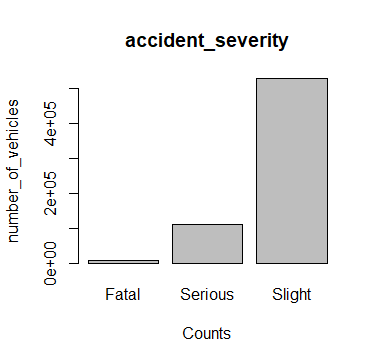 accident_severity
number_of_vehicles
4e+05
2e+05
0e+00
Fatal Serious Slight
Counts